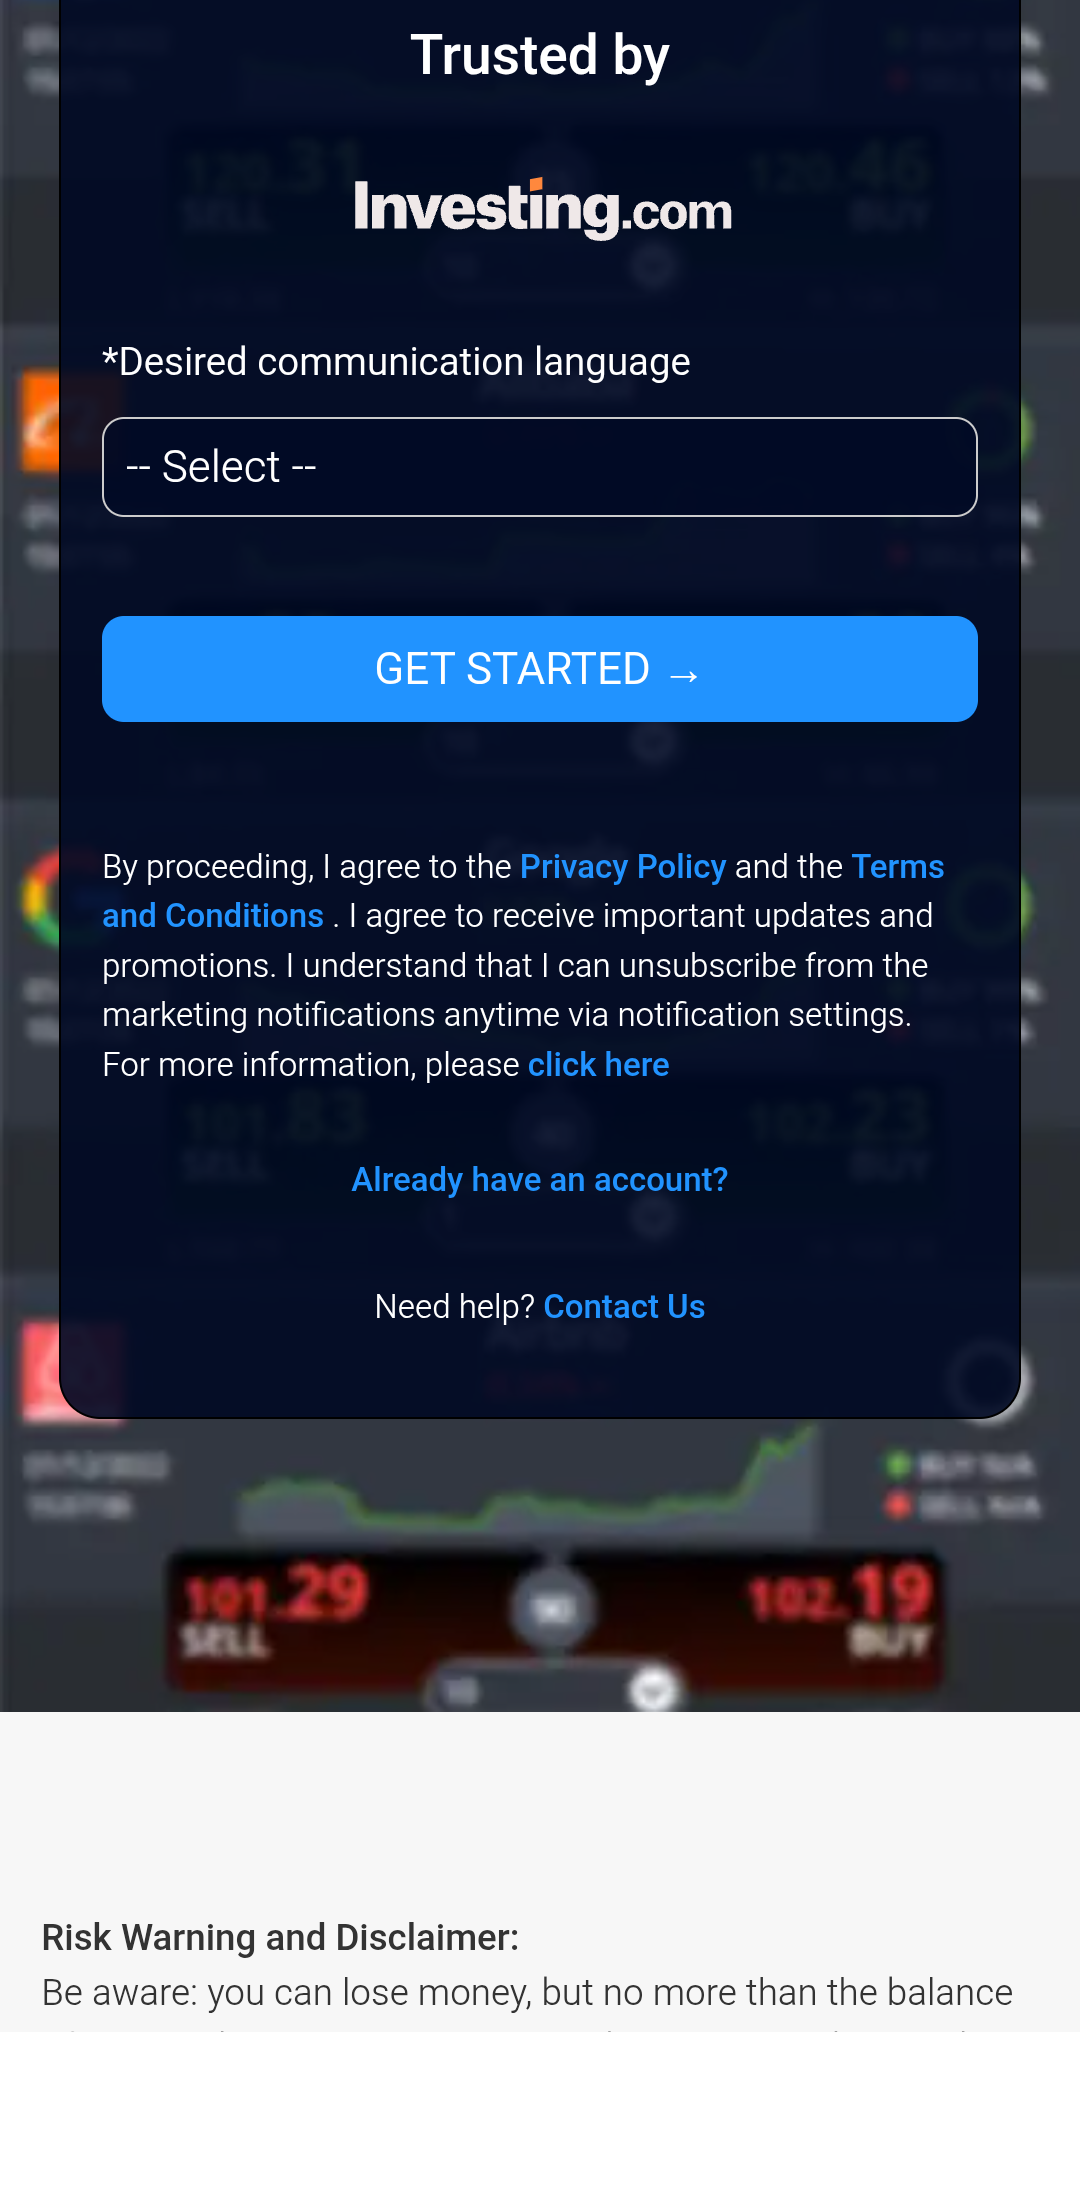 Trusted by
Investing.com
*Desired communication language
-- Select --
GET STARTED →
By proceeding, I agree to the Privacy Policy and the Terms
and Conditions . I agree to receive important updates and
promotions. I understand that I can unsubscribe from the
marketing notifications anytime via notification settings.
For more information, please click here
Already have an account?
Need help? Contact Us
101.29
102.19
SELL
90
BUY
10
Risk Warning and Disclaimer:
Be aware: you can lose money, but no more than the balance